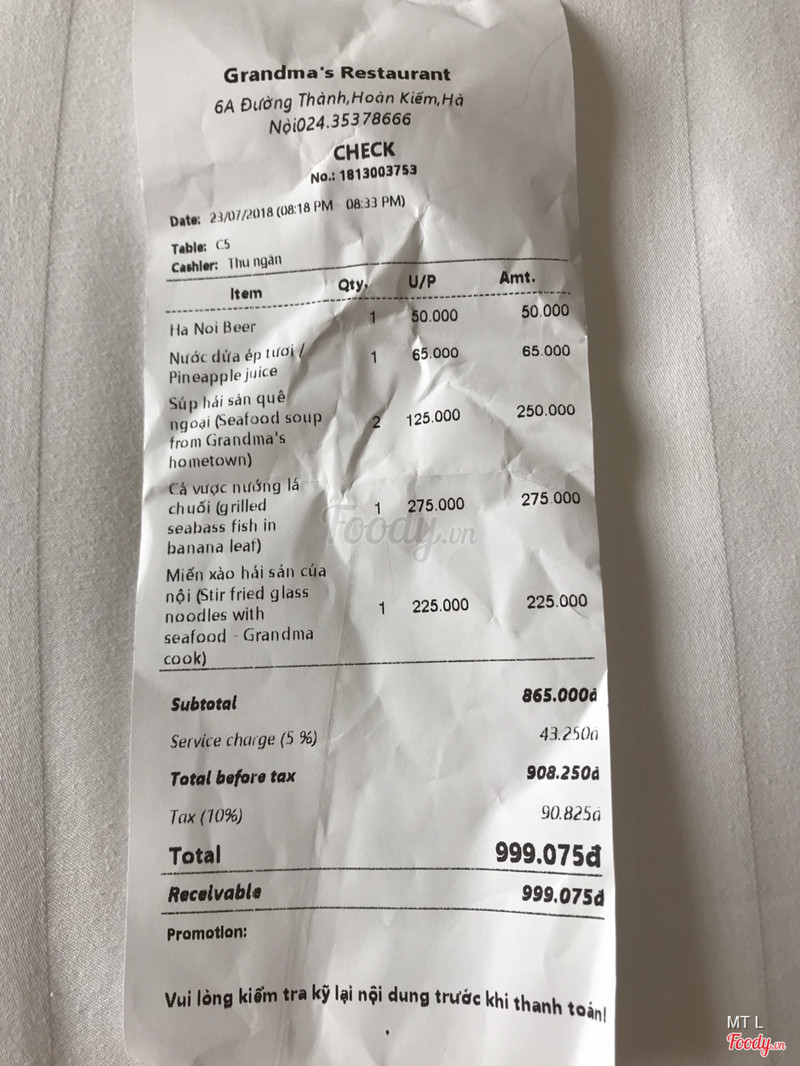 Grandma's Restaurant
6A Đường Thành,Hoàn Kiếm,Hà
Nội024.35378666
CHECK
No.: 1813003753
Date: 23/07/2018 (08:18 PM - 08:33 PM)
Table: C5
Cashier: Thu ngân
Item Qty. U/P Amt.
Ha Noi Beer 1 50.000 50.000
Nước dứa ép tươi / 1 65.000 65.000
Pineapple juice
Súp hải sản quê
ngoại (Seafood soup 2 125.000 250.000
from Grandma's
hometown)
Cá vược nướng lá
chuối (grilled 1 275.000 275.000
seabass fish in
banana leaf)
Miến xào hải sản của
nội (Stir fried glass
noodles with 1 225.000 225.000
seafood - Grandma
cook)
Subtotal 865.000đ
Service charge (5 %) 43.250đ
Total before tax 908.250đ
Tax (10%) 90.825đ
Total 999.075đ
Receivable 999.075đ
Promotion:
Vui lòng kiểm tra kỹ lại nội dung trước khi thanh toán!
Foody.vn
MT L
Foody.vn